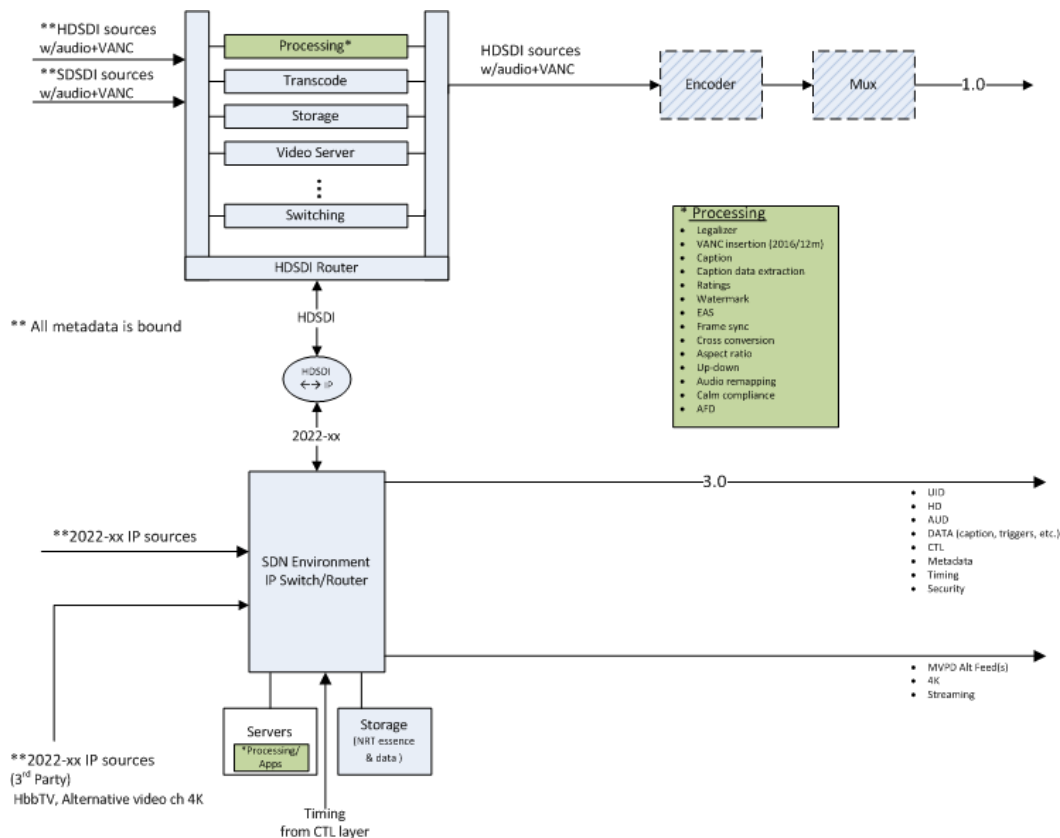 **HDSDI sources
w/audio+VANC
**SDSDI sources
w/audio+VANC
Processing*
Transcode
Storage
Video Server
Switching
HDSDI Router
HDSDI sources
w/audio+VANC
Encoder
Mux
1.0
* Processing
• Legalizer
• VANC insertion (2016/12m)
• Caption
• Caption data extraction
• Ratings
• Watermark
• EAS
• Frame sync
• Cross conversion
• Aspect ratio
• Up-down
• Audio remapping
• Calm compliance
• AFD
** All metadata is bound
HDSDI
HDSDI
←→ IP
2022-xx
**2022-xx IP sources
SDN Environment
IP Switch/Router
3.0
• UID
• HD
• AUD
• DATA (caption, triggers, etc.)
• CTL
• Metadata
• Timing
• Security
• MVPD Alt Feed(s)
• 4K
• Streaming
Servers
*Processing/
Apps
Storage
(NRT essence
& data )
**2022-xx IP sources
(3rd Party)
HbbTV, Alternative video ch 4K
Timing
from CTL layer